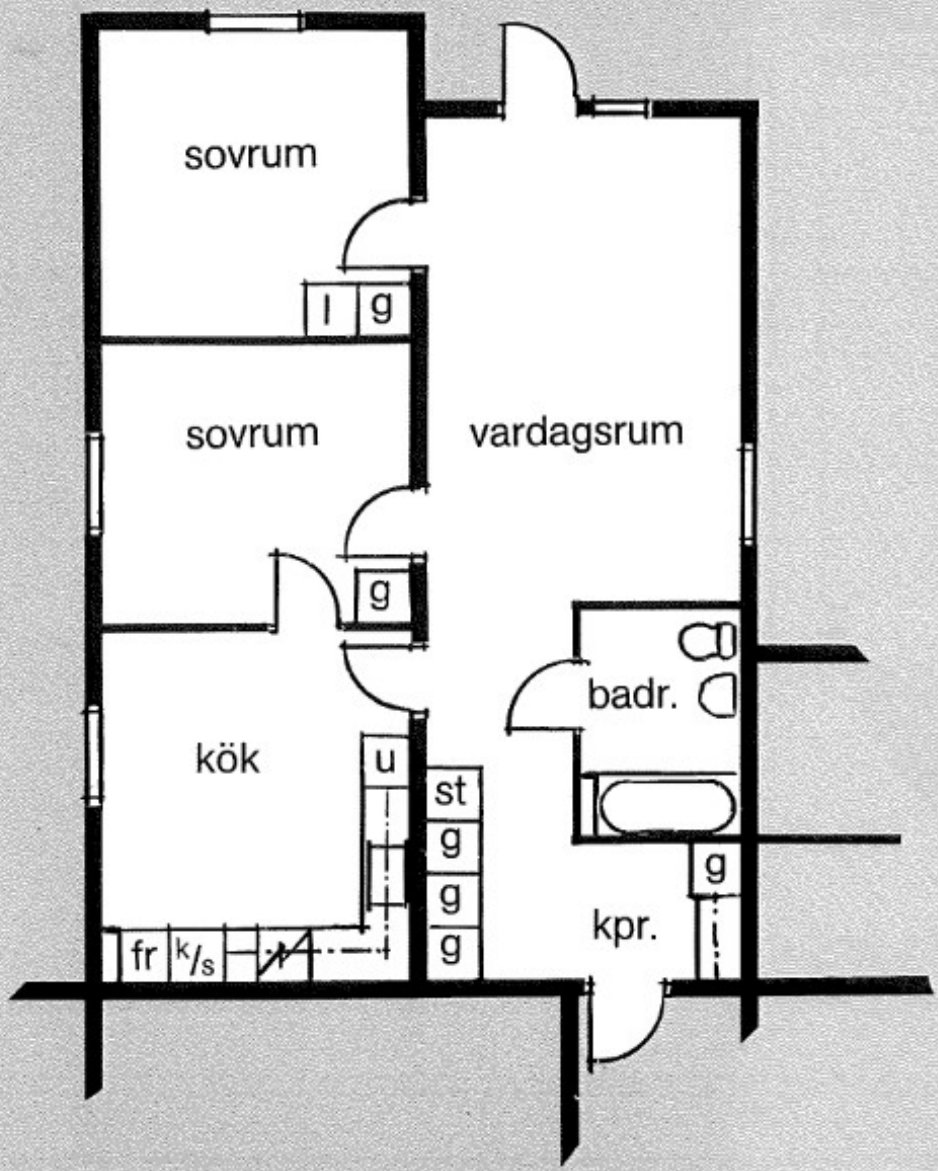 sovrum
l g
sovrum
vardagsrum
g
badr.
kök
u
st
g
g
g
g
kpr.
fr k/s